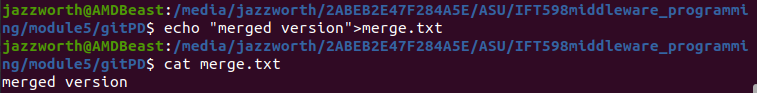 jazzworth@AMDBeast:/media/jazzworth/2ABEB2E47F284A5E/ASU/IFT598middleware_programmi
ng/module5/gitPD$ echo "merged version">merge.txt
jazzworth@AMDBeast:/media/jazzworth/2ABEB2E47F284A5E/ASU/IFT598middleware_programmi
ng/module5/gitPD$ cat merge.txt
merged version